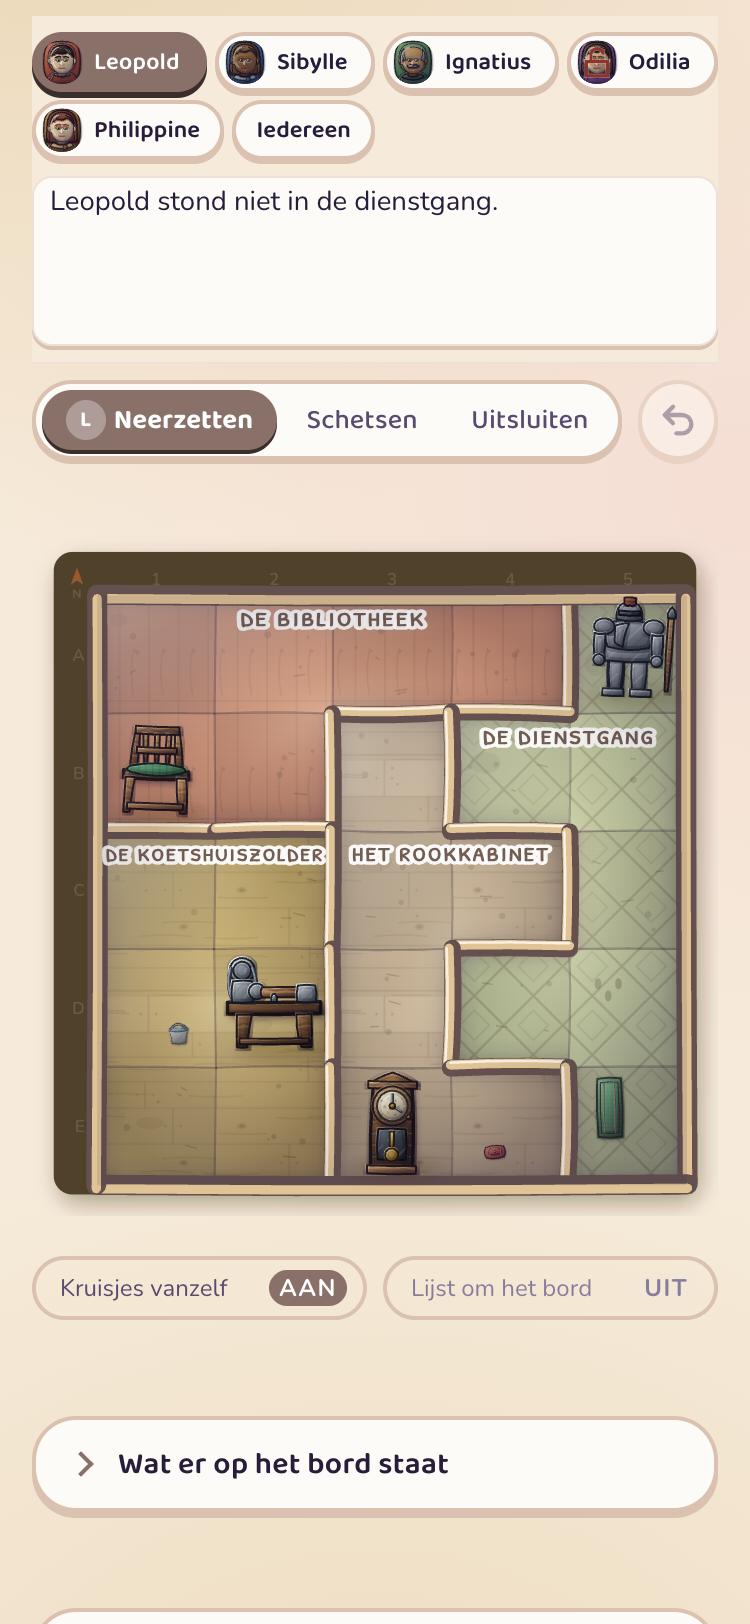 Leopold
Sibylle
Ignatius
Odilia
Philippine
Iedereen
Leopold stond niet in de dienstgang.
L Neerzetten
Schetsen
Uitsluiten
N
1 2 3 4 5
A
B
C
D
E
DE BIBLIOTHEEK
DE DIENSTGANG
DE KOETSHUISZOLDER
HET ROOKKABINET
Kruisjes vanzelf AAN
Lijst om het bord UIT
Wat er op het bord staat